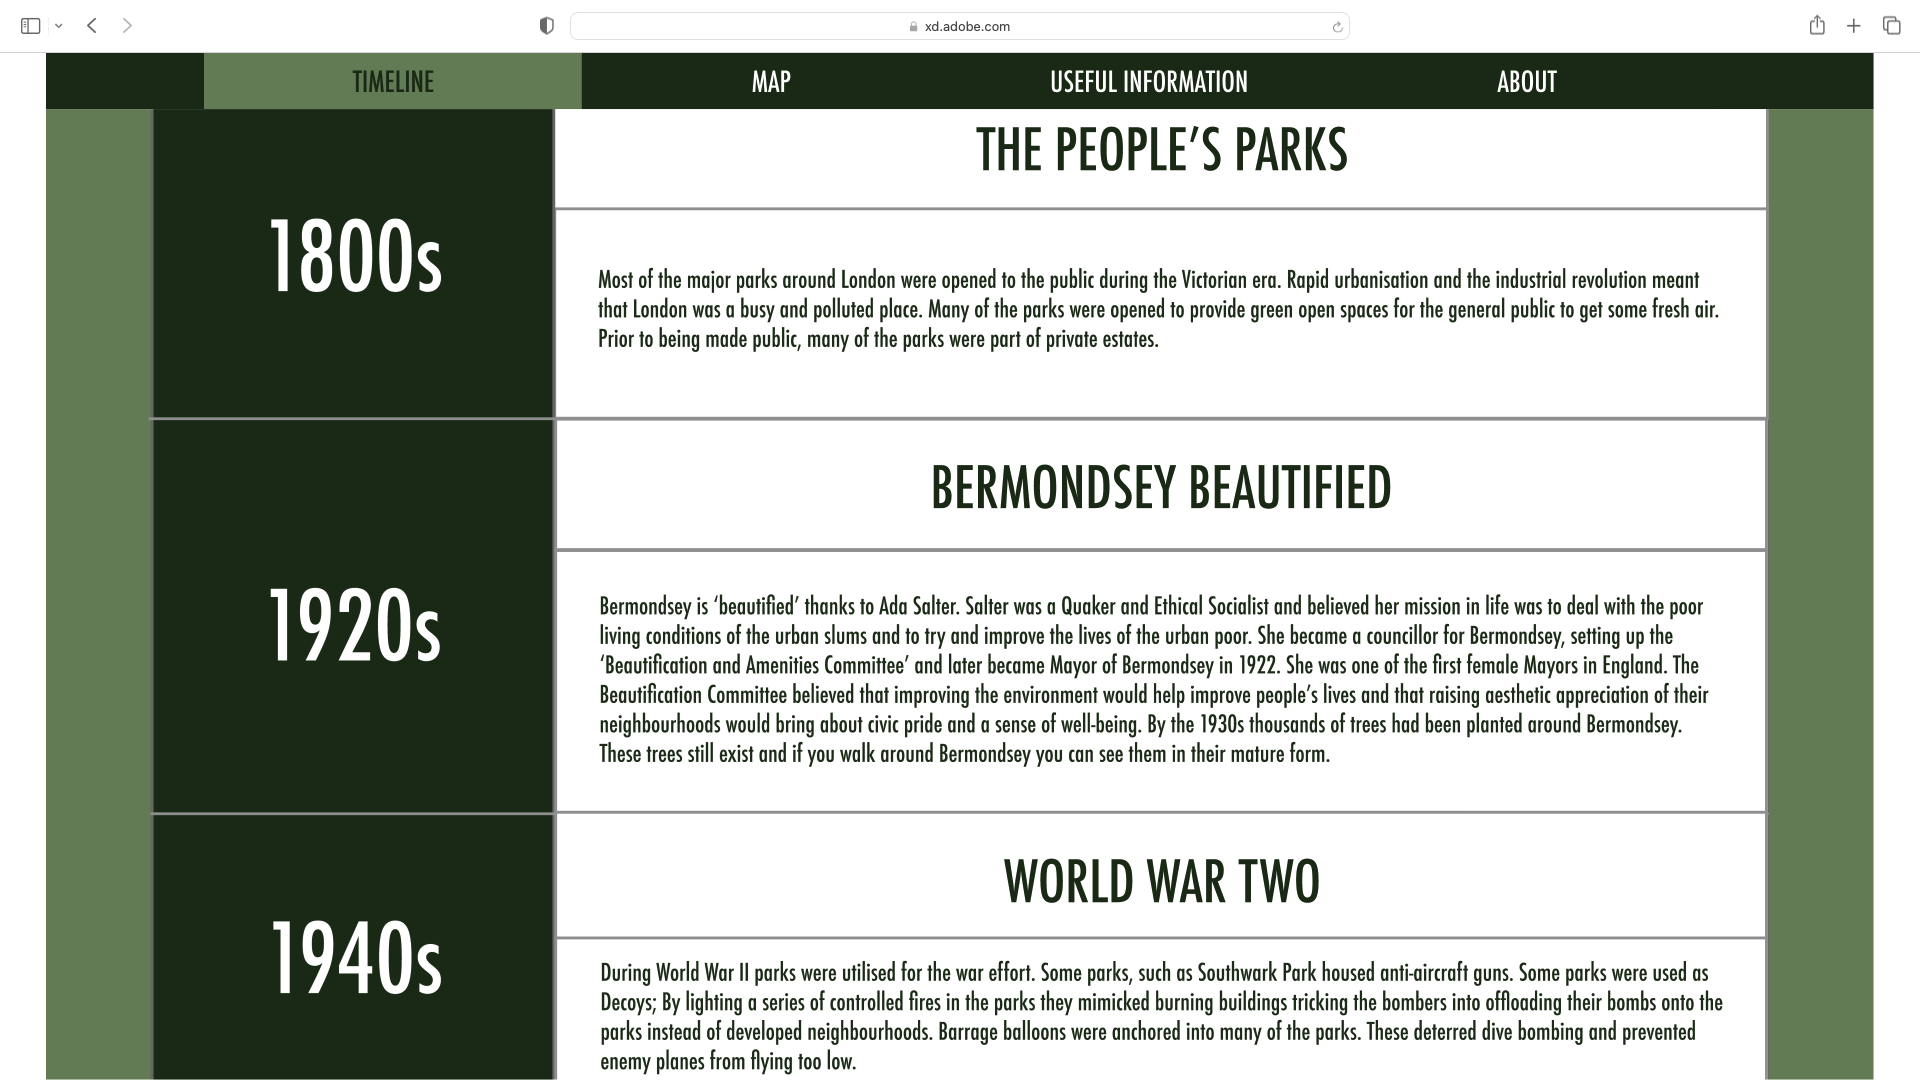 xd.adobe.com
TIMELINE
MAP
USEFUL INFORMATION
ABOUT
1800s
THE PEOPLE’S PARKS
Most of the major parks around London were opened to the public during the Victorian era. Rapid urbanisation and the industrial revolution meant
that London was a busy and polluted place. Many of the parks were opened to provide green open spaces for the general public to get some fresh air.
Prior to being made public, many of the parks were part of private estates.
1920s
BERMONDSEY BEAUTIFIED
Bermondsey is ‘beautified’ thanks to Ada Salter. Salter was a Quaker and Ethical Socialist and believed her mission in life was to deal with the poor
living conditions of the urban slums and to try and improve the lives of the urban poor. She became a councillor for Bermondsey, setting up the
‘Beautification and Amenities Committee’ and later became Mayor of Bermondsey in 1922. She was one of the first female Mayors in England. The
Beautification Committee believed that improving the environment would help improve people’s lives and that raising aesthetic appreciation of their
neighbourhoods would bring about civic pride and a sense of well-being. By the 1930s thousands of trees had been planted around Bermondsey.
These trees still exist and if you walk around Bermondsey you can see them in their mature form.
1940s
WORLD WAR TWO
During World War II parks were utilised for the war effort. Some parks, such as Southwark Park housed anti-aircraft guns. Some parks were used as
Decoys; By lighting a series of controlled fires in the parks they mimicked burning buildings tricking the bombers into offloading their bombs onto the
parks instead of developed neighbourhoods. Barrage balloons were anchored into many of the parks. These deterred dive bombing and prevented
enemy planes from flying too low.